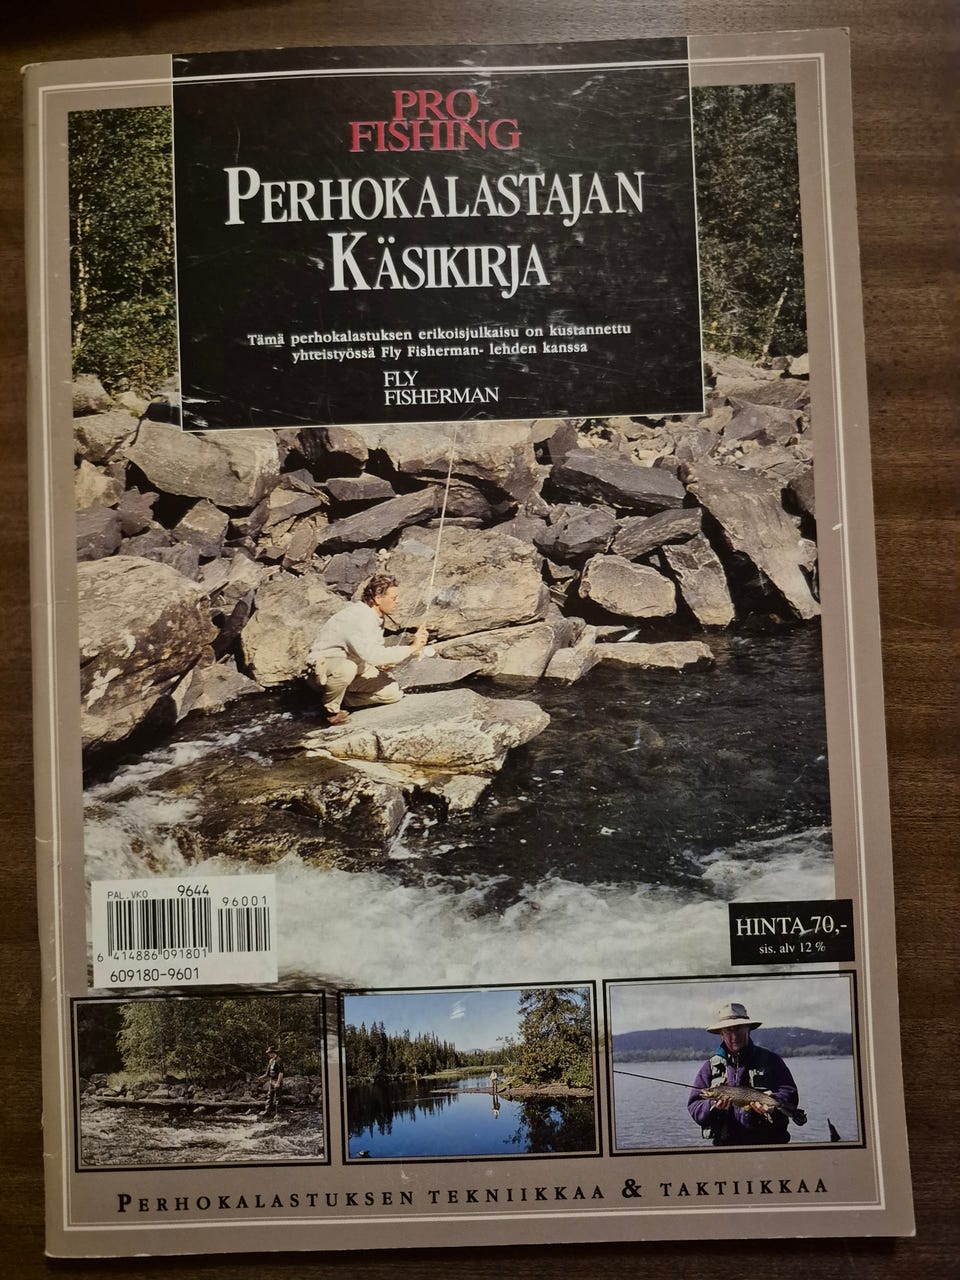 PRO
FISHING
PERHOKALASTAJAN
KÄSIKIRJA
Tämä perhokalastuksen erikoisjulkaisu on kustannettu
yhteistyössä Fly Fisherman- lehden kanssa
FLY
FISHERMAN
PAL.VKO 9644
96001
6 414886 091801
609180-9601
HINTA 70,-
sis. alv 12 %
PERHOKALASTUKSEN TEKNIIKKAA & TAKTIIKKAA